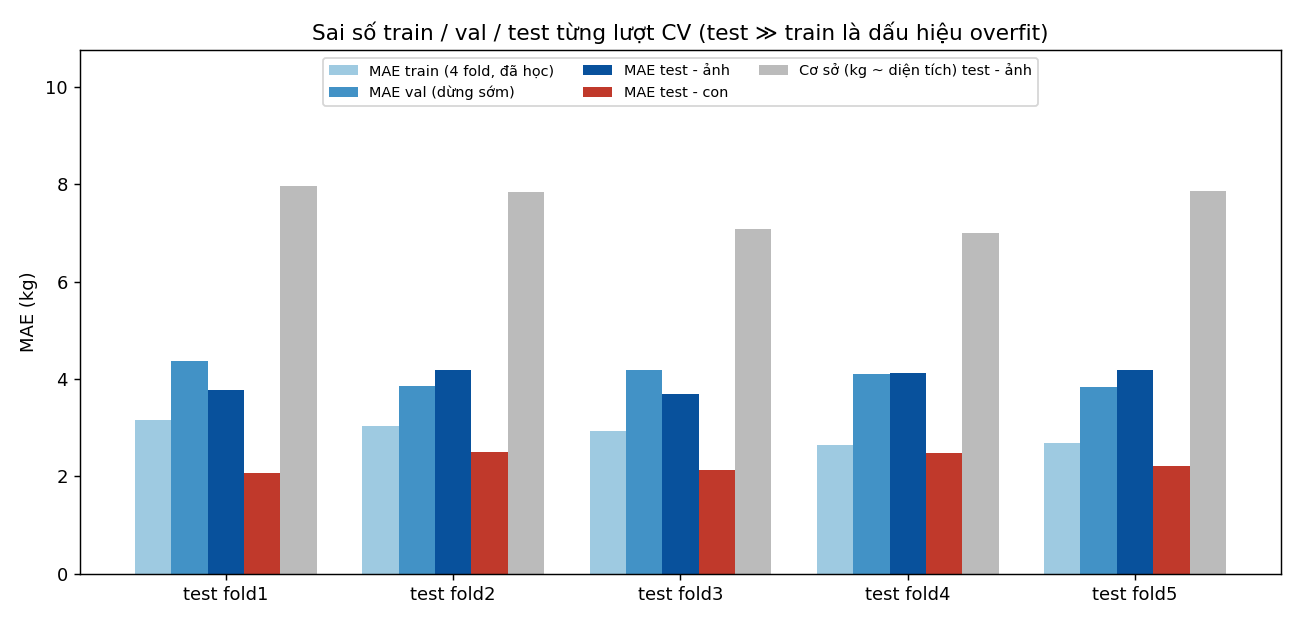 Sai số train / val / test từng lượt CV (test ≫ train là dấu hiệu overfit)
MAE train (4 fold, đã học)
MAE val (dừng sớm)
MAE test - ảnh
MAE test - con
Cơ sở (kg ~ diện tích) test - ảnh
MAE (kg)
10
8
6
4
2
0
test fold1
test fold2
test fold3
test fold4
test fold5